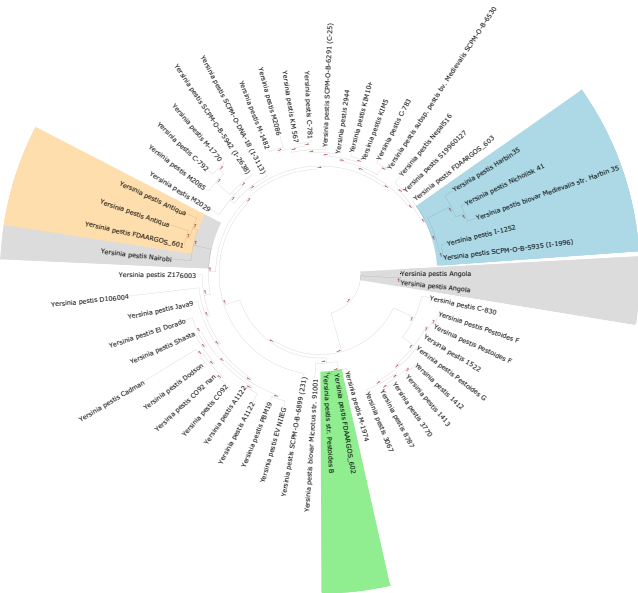 Yersinia pestis subsp. pestis bv. Medievalis SCPM-O-B-6530
Yersinia pestis FDAARGOS_603
Yersinia pestis Harbin35
Yersinia pestis Nicholisk 41
Yersinia pestis biovar Medievalis str. Harbin 35
Yersinia pestis I-1252
Yersinia pestis SCPM-O-B-5935 (I-1996)
Yersinia pestis Angola
Yersinia pestis Angola
Yersinia pestis C-830
Yersinia pestis Pestoides F
Yersinia pestis Pestoides F
Yersinia pestis 1522
Yersinia pestis Pestoides G
Yersinia pestis 1412
Yersinia pestis 1413
Yersinia pestis 3770
Yersinia pestis 8787
Yersinia pestis 3067
Yersinia pestis M-1974
Yersinia pestis FDAARGOS_602
Yersinia pestis str. Pestoides B
Yersinia pestis biovar Microtus str. 91001
Yersinia pestis SCPM-O-B-6899 (231)
Yersinia pestis EV NIIEG
Yersinia pestis PBM19
Yersinia pestis A1122
Yersinia pestis A1122
Yersinia pestis CO92
Yersinia pestis CO92 nan
Yersinia pestis Dodson
Yersinia pestis Cadman
Yersinia pestis Shasta
Yersinia pestis El Dorado
Yersinia pestis Java9
Yersinia pestis D106004
Yersinia pestis Z176003
Yersinia pestis Nairobi
Yersinia pestis FDAARGOS_601
Yersinia pestis Antiqua
Yersinia pestis Antiqua
Yersinia pestis M2029
Yersinia pestis M2085
Yersinia pestis C-792
Yersinia pestis M-1770
Yersinia pestis SCPM-O-B-5942 (I-2638)
Yersinia pestis SCPM-O-DNA-18 (I-3113)
Yersinia pestis M-1482
Yersinia pestis M2086
Yersinia pestis KM 567
Yersinia pestis C-781
Yersinia pestis SCPM-O-B-6291 (C-25)
Yersinia pestis 2944
Yersinia pestis KIM10+
Yersinia pestis KIM5
Yersinia pestis C-783
Yersinia pestis Nepal516
Yersinia pestis S19960127